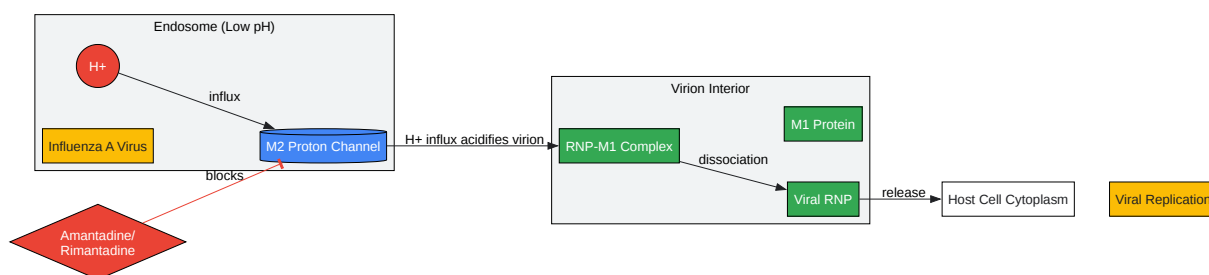 Endosome (Low pH)
H+
influx
Influenza A Virus
M2 Proton Channel
blocks
Amantadine/
Rimantadine
H+ influx acidifies virion
Virion Interior
M1 Protein
RNP-M1 Complex
dissociation
Viral RNP
release
Host Cell Cytoplasm
Viral Replication